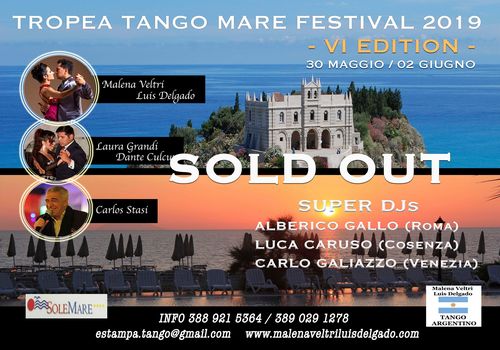 TROPEA TANGO MARE FESTIVAL 2019
- VI EDITION -
30 MAGGIO / 02 GIUGNO
Malena Veltri
Luis Delgado
Laura Grandi
Dante Culcu
Carlos Stasi
SOLD OUT
SUPER DJs
ALBERICO GALLO (ROMA)
LUCA CARUSO (COSENZA)
CARLO GALIAZZO (VENEZIA)
SOLEMARE
INFO 388 921 5364 / 389 029 1278
estampa.tango@gmail.com www.malenaveltriluisdelgado.com
Malena Veltri
Luis Delgado
TANGO
ARGENTINO